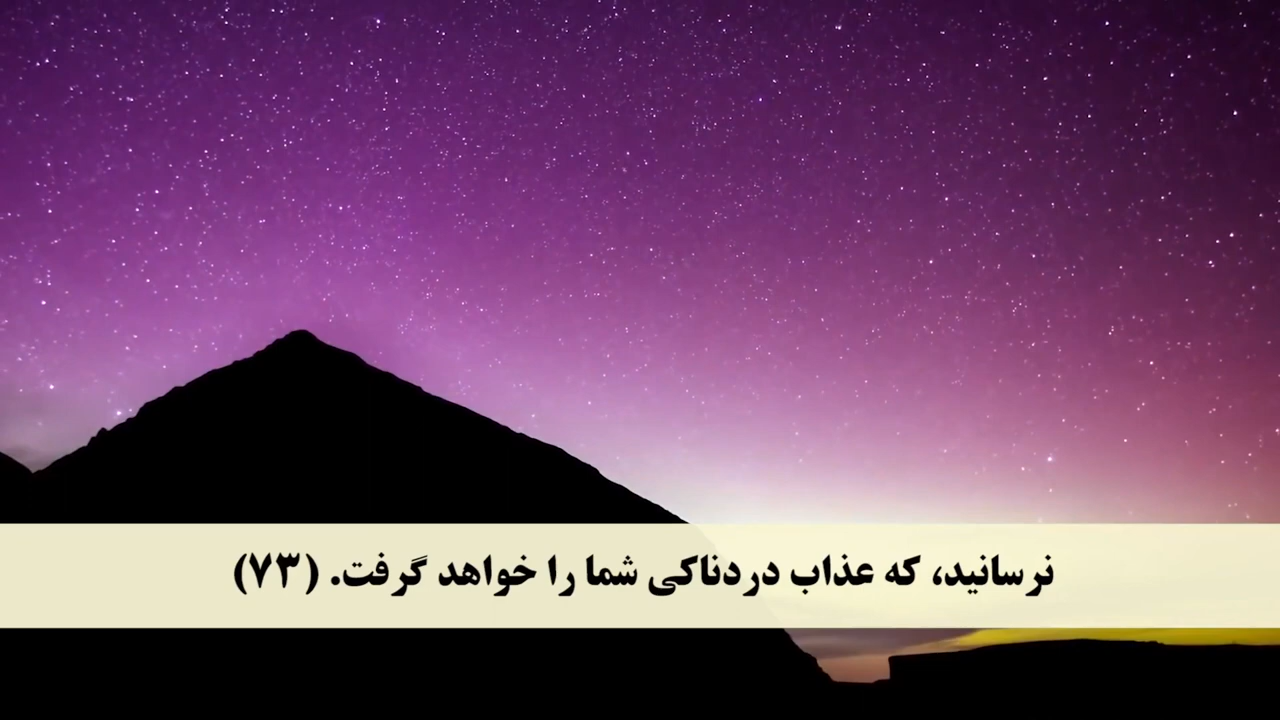 نرسانید، که عذاب دردناکی شما را خواهد گرفت. (۷۳)